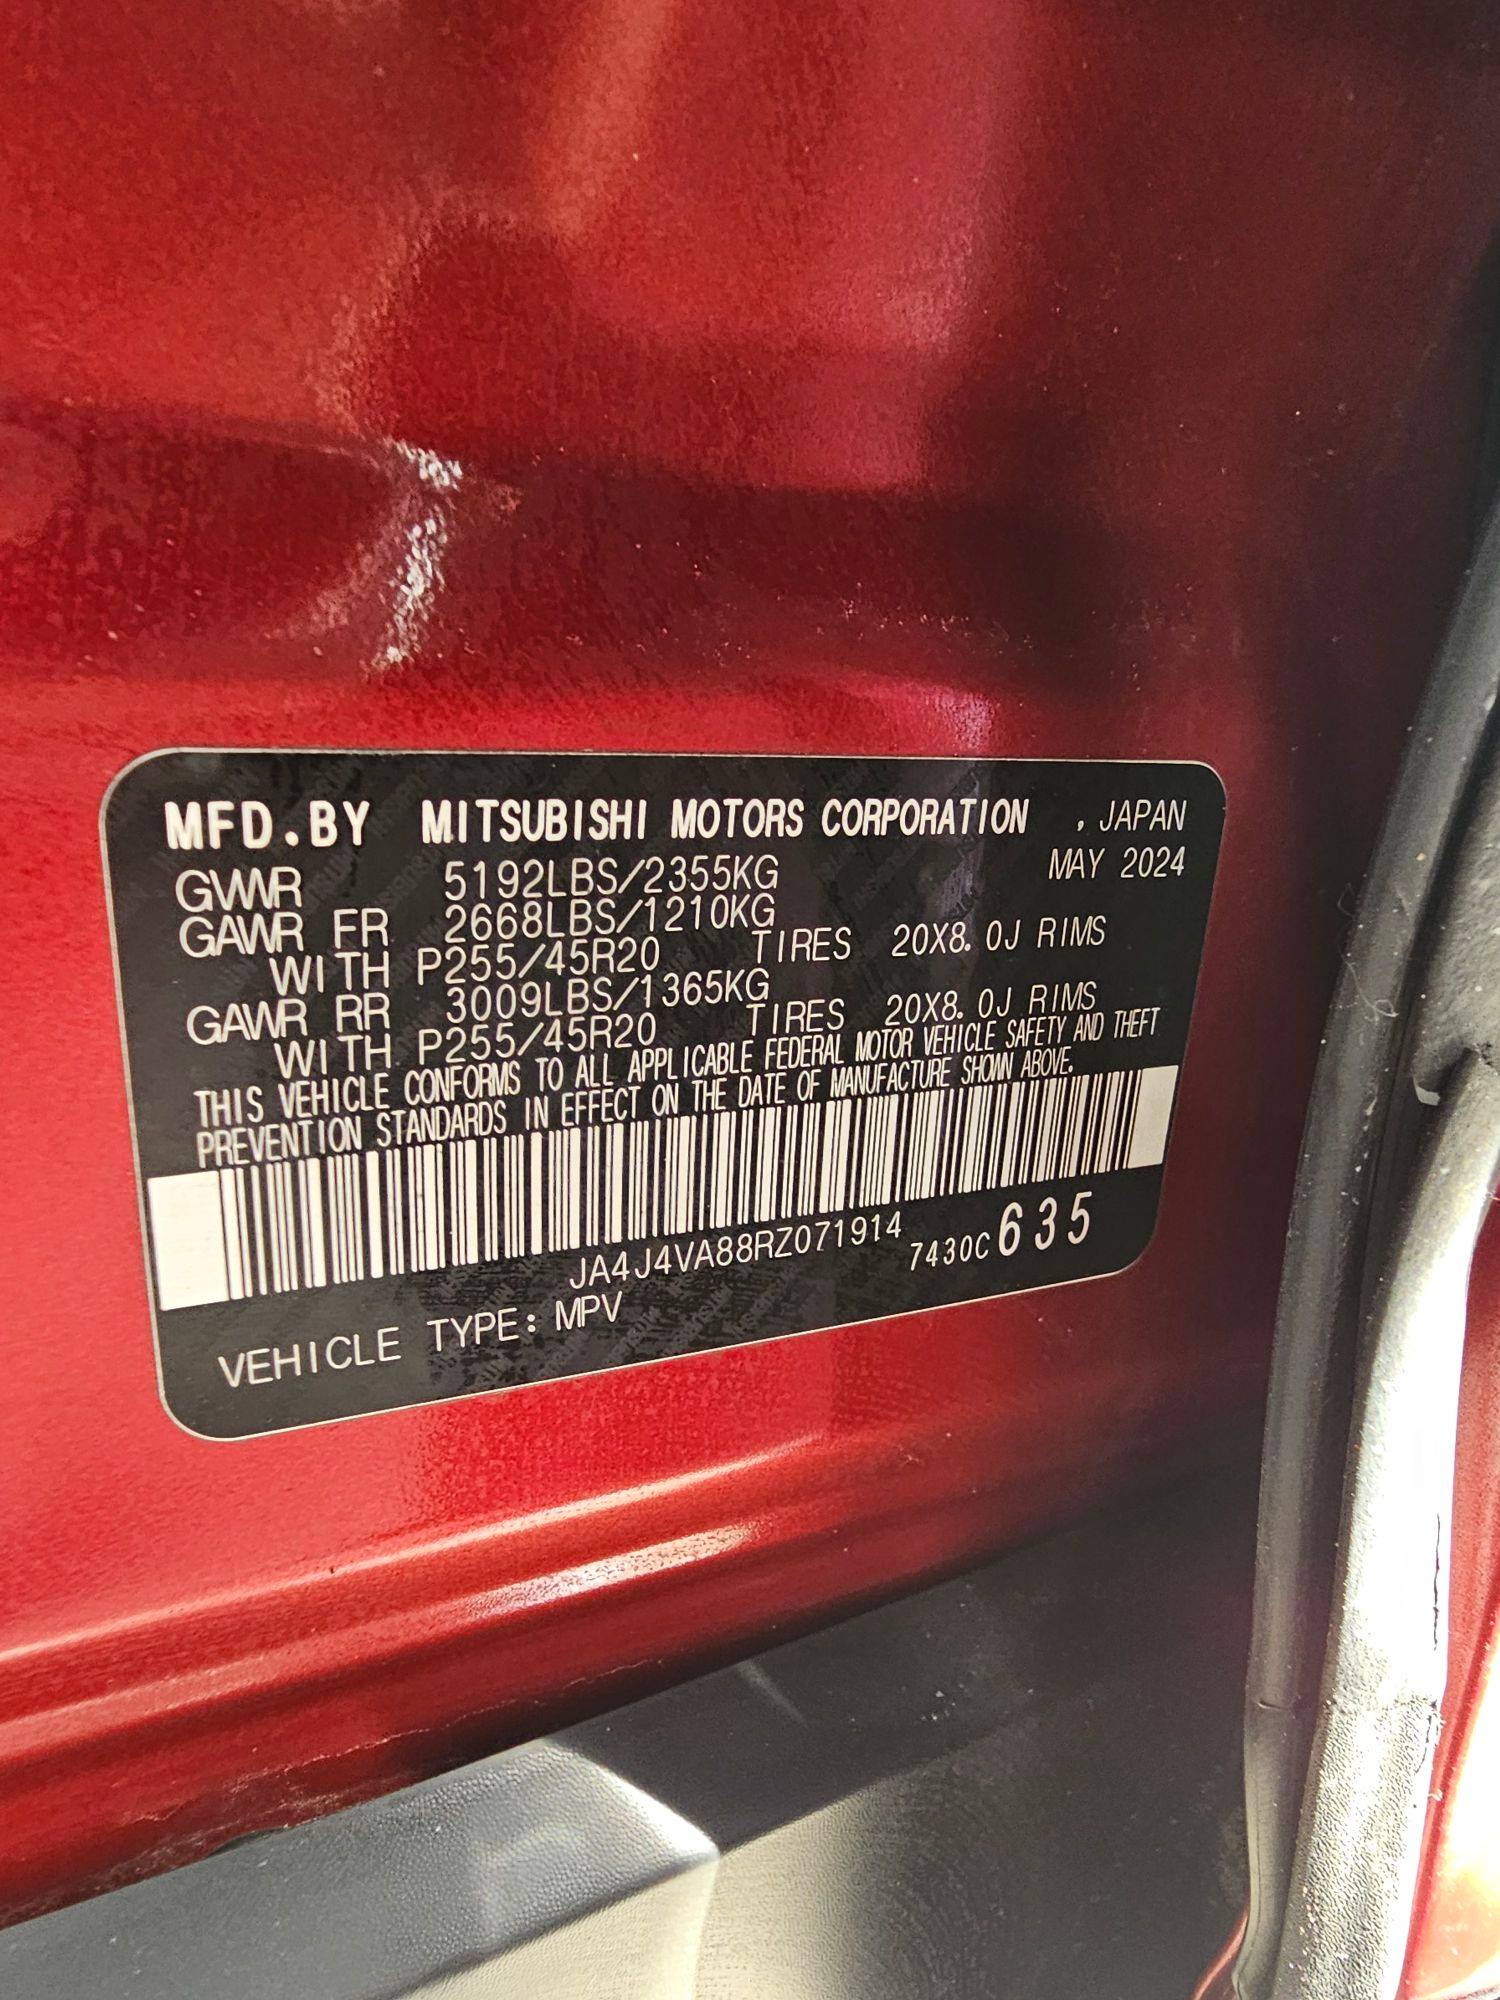 MFD.BY MITSUBISHI MOTORS CORPORATION , JAPAN
GVWR 5192LBS/2355KG MAY 2024
GAWR FR 2668LBS/1210KG
WITH P255/45R20 TIRES 20X8.0J RIMS
GAWR RR 3009LBS/1365KG
WITH P255/45R20 TIRES 20X8.0J RIMS
THIS VEHICLE CONFORMS TO ALL APPLICABLE FEDERAL MOTOR VEHICLE SAFETY AND THEFT
PREVENTION STANDARDS IN EFFECT ON THE DATE OF MANUFACTURE SHOWN ABOVE.
JA4J4VA88RZ071914 7430C635
VEHICLE TYPE: MPV